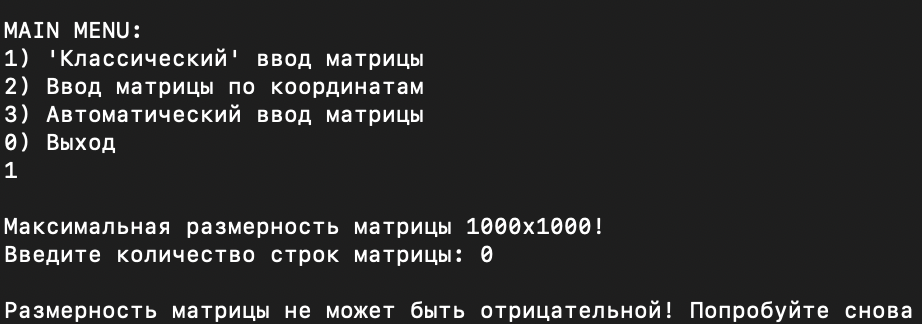 MAIN MENU:
1) 'Классический' ввод матрицы
2) Ввод матрицы по координатам
3) Автоматический ввод матрицы
0) Выход
1
Максимальная размерность матрицы 1000x1000!
Введите количество строк матрицы: 0
Размерность матрицы не может быть отрицательной! Попробуйте снова